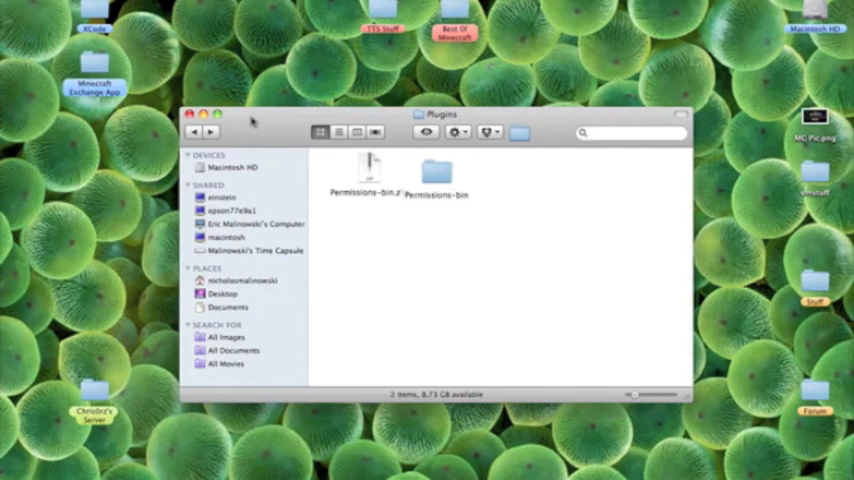 XCode
TTS Stuff
Best Of
Minecraft
Macintosh HD
Minecraft
Exchange App
Plugins
DEVICES
Macintosh HD
SHARED
einstein
epson77e9a1
Eric Malinowski's Computer
macintosh
Malinowski's Time Capsule
PLACES
nicholasmalinowski
Desktop
Documents
SEARCH FOR
All Images
All Documents
All Movies
Permissions-bin.z
Permissions-bin
2 items, 8.73 GB available
MC Pic.png
vmstuff
Stuff
Forum
Server